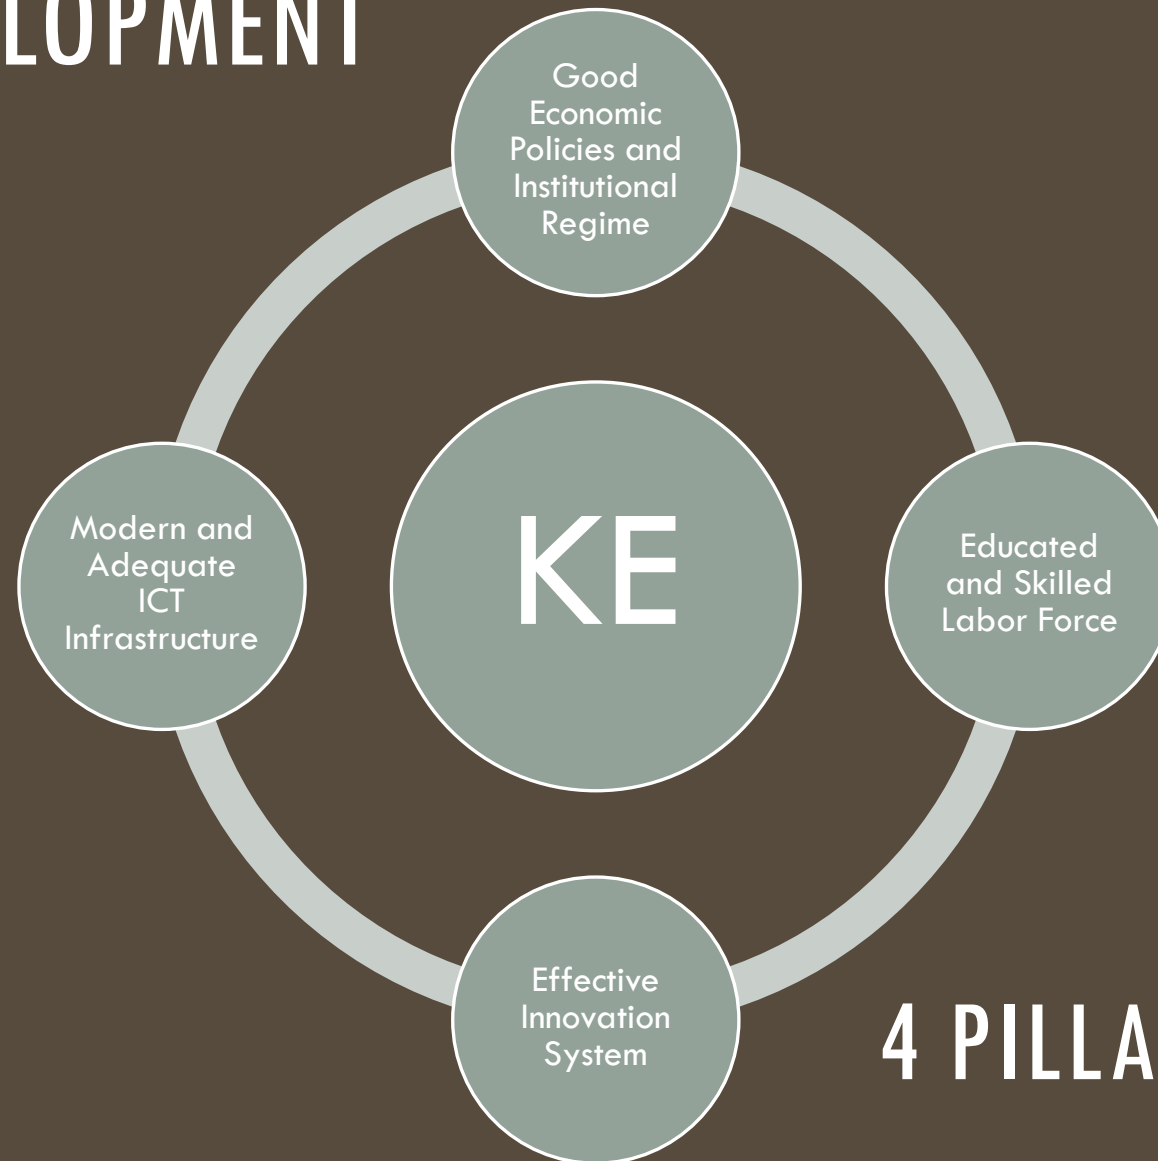 LOPMENT
Good
Economic
Policies and
Institutional
Regime
Modern and
Adequate
ICT
Infrastructure
KE
Educated
and Skilled
Labor Force
Effective
Innovation
System
4 PILLA